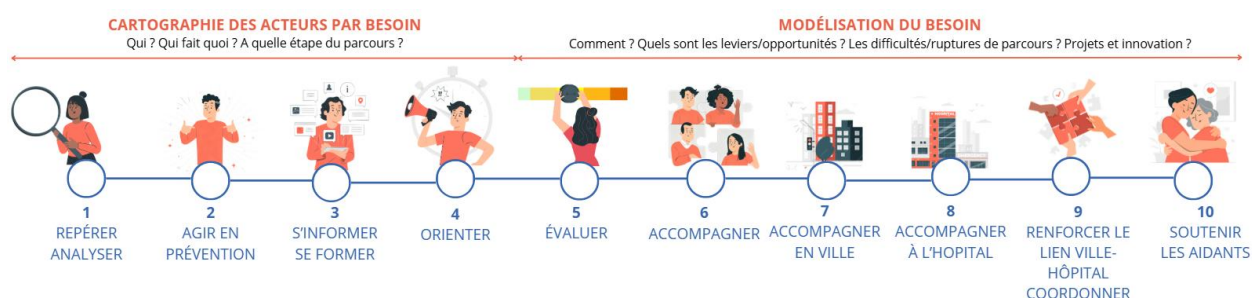 CARTOGRAPHIE DES ACTEURS PAR BESOIN
Qui ? Qui fait quoi ? A quelle étape du parcours ?
MODÉLISATION DU BESOIN
Comment ? Quels sont les leviers/opportunités ? Les difficultés/ruptures de parcours ? Projets et innovation ?
1
REPÉRER
ANALYSER
2
AGIR EN
PRÉVENTION
3
S'INFORMER
SE FORMER
4
ORIENTER
5
ÉVALUER
6
ACCOMPAGNER
7
ACCOMPAGNER
EN VILLE
8
ACCOMPAGNER
À L'HOPITAL
9
RENFORCER LE
LIEN VILLE-
HÔPITAL
COORDONNER
10
SOUTENIR
LES AIDANTS